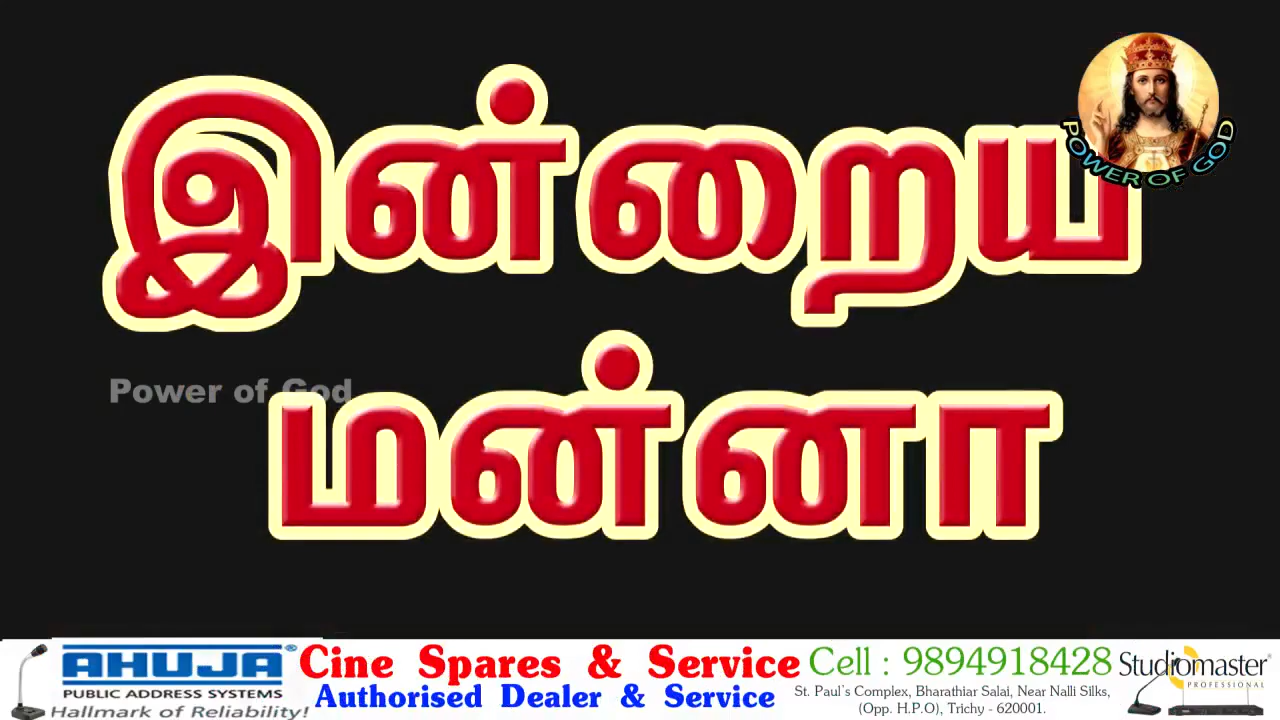 இன்றைய
POWER OF GOD
Power of God
மன்னா
AHUJA®
PUBLIC ADDRESS SYSTEMS
Hallmark of Reliability!
Cine Spares & Service
Authorised Dealer & Service
Cell : 9894918428
St. Paul's Complex, Bharathiar Salai, Near Nalli Silks,
(Opp. H.P.O), Trichy - 620001.
Studiomaster®
PROFESSIONAL